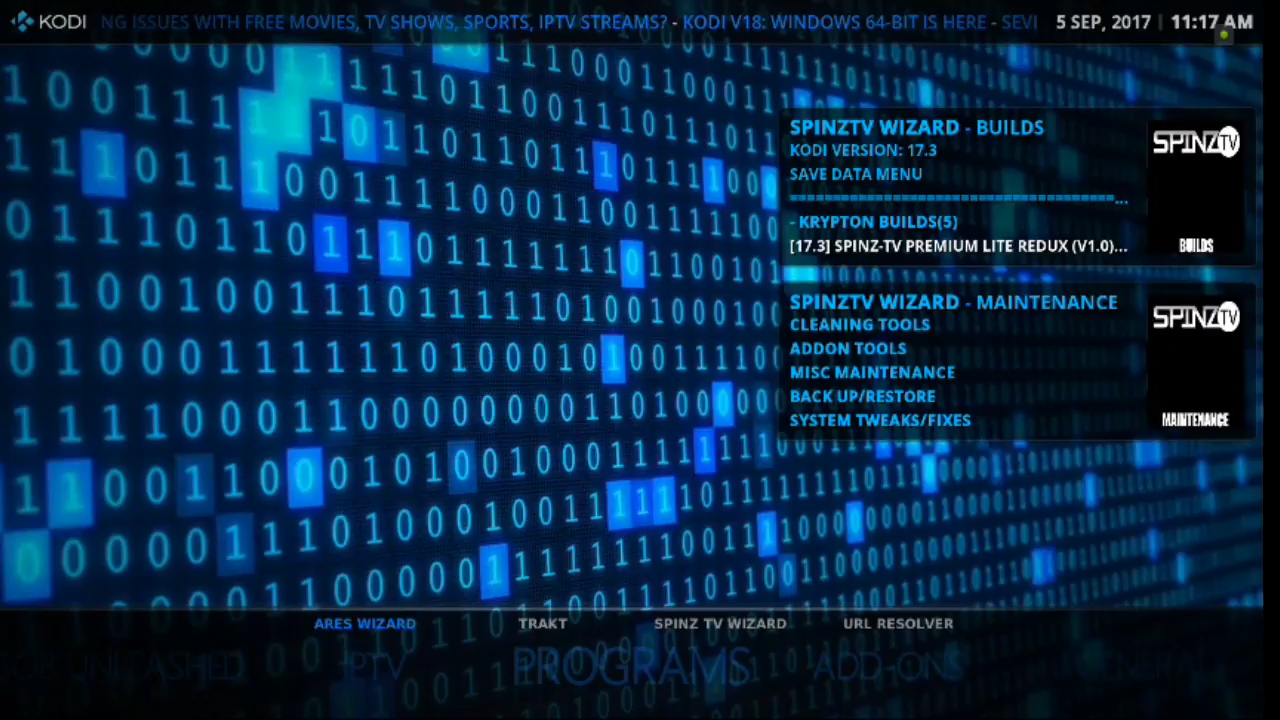 KODI NG ISSUES WITH FREE MOVIES, TV SHOWS, SPORTS, IPTV STREAMS? - KODI V18: WINDOWS 64-BIT IS HERE - SEVI 5 SEP, 2017 | 11:17 AM
SPINZTV WIZARD - BUILDS
KODI VERSION: 17.3
SAVE DATA MENU
- KRYPTON BUILDS(5)
[17.3] SPINZ-TV PREMIUM LITE REDUX (V1.0)...
SPINZTV
BUILDS
SPINZTV WIZARD - MAINTENANCE
CLEANING TOOLS
ADDON TOOLS
MISC MAINTENANCE
BACK UP/RESTORE
SYSTEM TWEAKS/FIXES
SPINZTV
MAINTENANCE
ARES WIZARD TRAKT SPINZ TV WIZARD URL RESOLVER
UNLEASHED IPTV PROGRAMS ADD-ONS